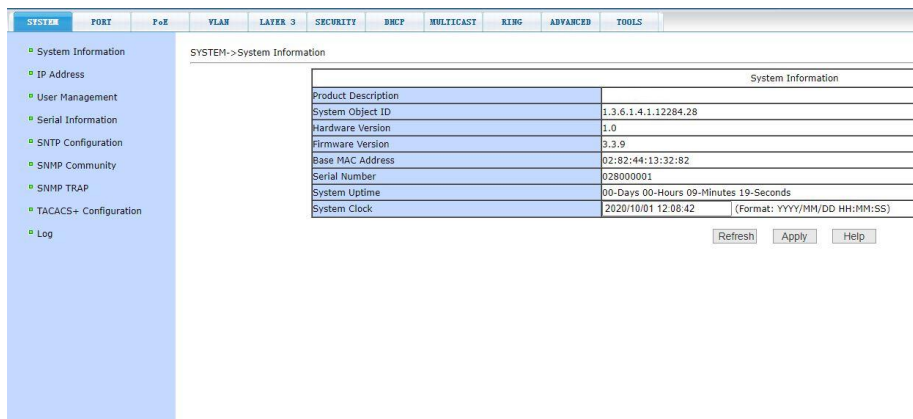 SYSTEM PORT PoE VLAN LAYER 3 SECURITY DHCP MULTICAST RING ADVANCED TOOLS
System Information
IP Address
User Management
Serial Information
SNTP Configuration
SNMP Community
SNMP TRAP
TACACS+ Configuration
Log
SYSTEM->System Information
System Information
Product Description
System Object ID 1.3.6.1.4.1.12284.28
Hardware Version 1.0
Firmware Version 3.3.9
Base MAC Address 02:82:44:13:32:82
Serial Number 028000001
System Uptime 00-Days 00-Hours 09-Minutes 19-Seconds
System Clock 2020/10/01 12:08:42 (Format: YYYY/MM/DD HH:MM:SS)
Refresh Apply Help